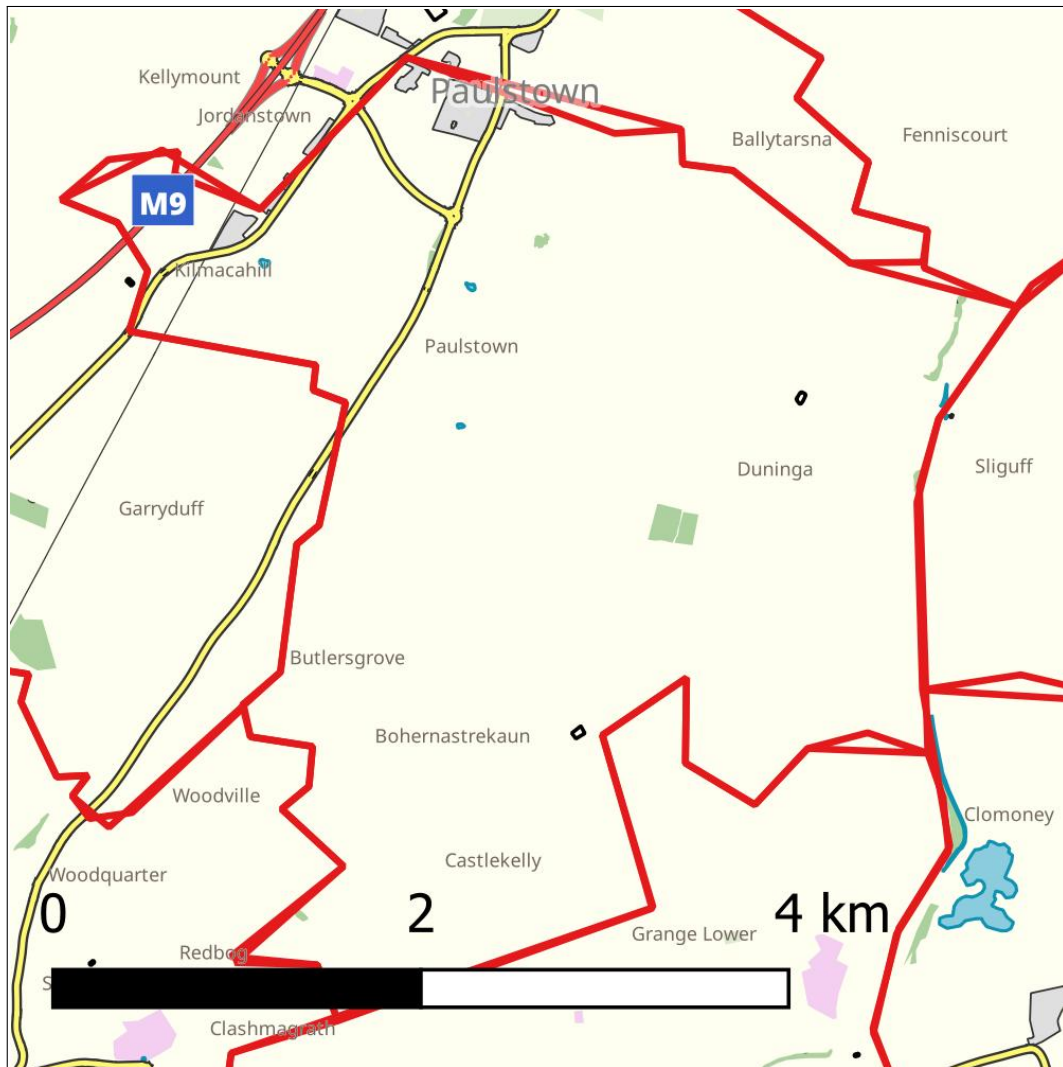 Kellymount
Paulstown
Jordanstown
Ballytarsna
Fenniscourt
M9
Kilmacahill
Paulstown
Duninga
Sliguff
Garryduff
Butlersgrove
Bohernastrekaun
Woodville
Clomoney
Castlekelly
Woodquarter
0 2 4 km
Grange Lower
Redbog
S
Clashmagrath